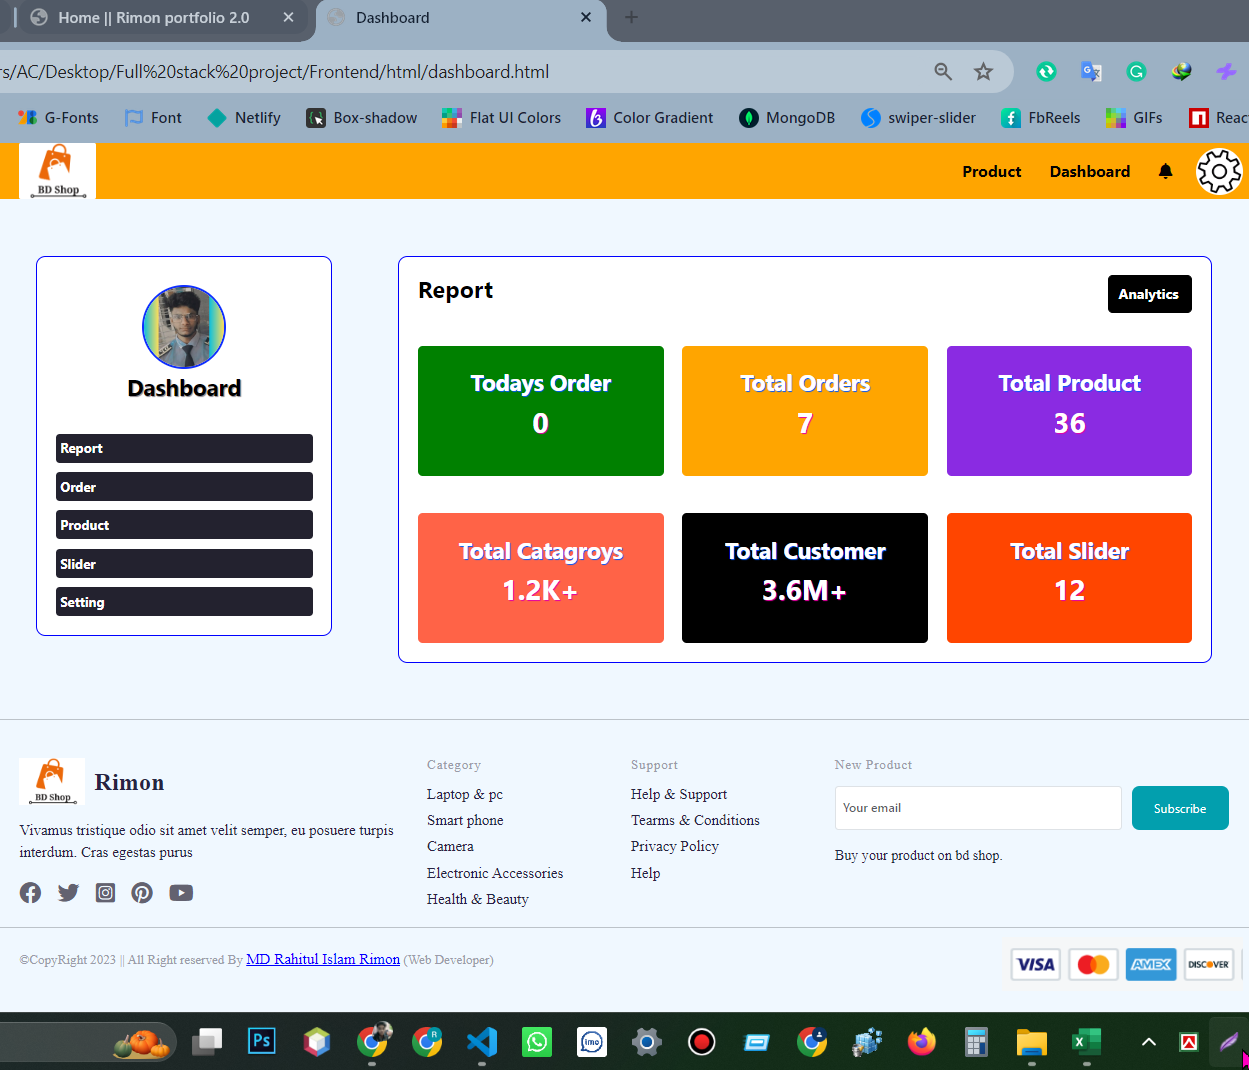 Home || Rimon portfolio 2.0
Dashboard
rs/AC/Desktop/Full%20stack%20project/Frontend/html/dashboard.html
G-Fonts
Font
Netlify
Box-shadow
Flat UI Colors
Color Gradient
MongoDB
swiper-slider
FbReels
GIFs
Reac
BD Shop
Product
Dashboard
Dashboard
Report
Order
Product
Slider
Setting
Report
Analytics
Todays Order
0
Total Orders
7
Total Product
36
Total Catagroys
1.2K+
Total Customer
3.6M+
Total Slider
12
BD Shop
Rimon
Vivamus tristique odio sit amet velit semper, eu posuere turpis
interdum. Cras egestas purus
Category
Laptop & pc
Smart phone
Camera
Electronic Accessories
Health & Beauty
Support
Help & Support
Tearms & Conditions
Privacy Policy
Help
New Product
Your email
Subscribe
Buy your product on bd shop.
©CopyRight 2023 || All Right reserved By MD Rahitul Islam Rimon (Web Developer)
VISA
AMEX
DISCOVER
Ps
imo